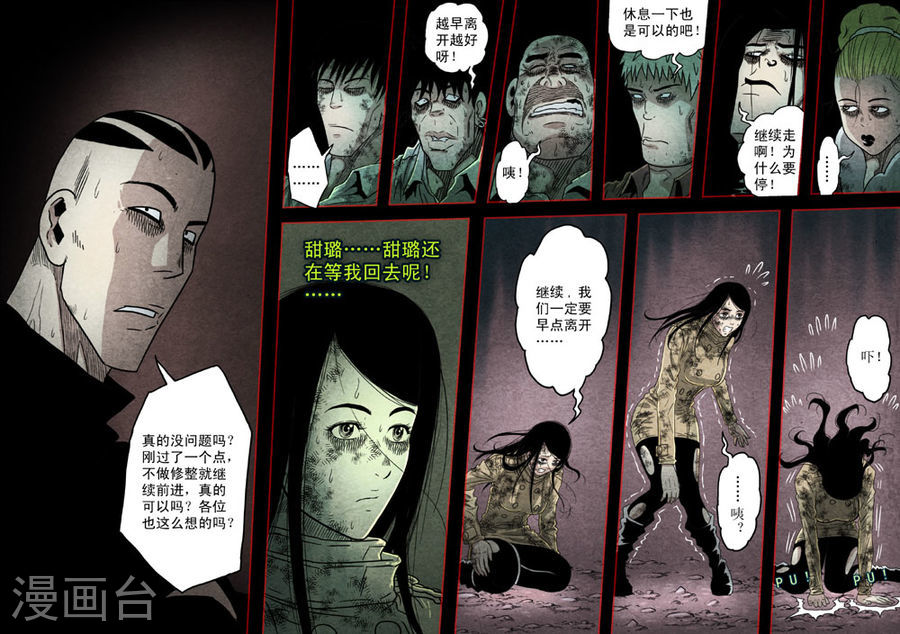 真的没问题吗？
刚过了一个点，
不做修整就继
续前进，真的
可以吗？各位
也这么想的吗？
……
……
越早离
开越好
呀！
咦！
休息一下也
是可以的吧！
继续走
啊！为
什么要
停！
……
甜璐……甜璐还
在等我回去呢！
……
继续，我
们一定要
早点离开
……
……
咦？
吓！
PU！
PUT！
漫画台